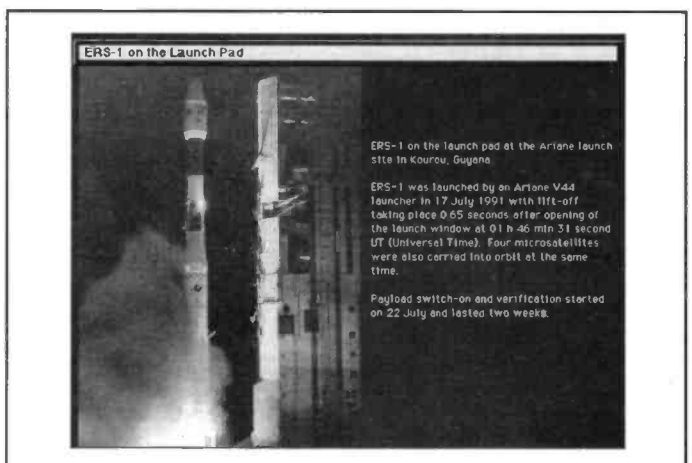 ERS-1 on the Launch Pad
ERS-1 on the launch pad at the Ariane launch
site in Kourou, Guyana
ERS-1 was launched by an Ariane V44
launcher in 17 July 1991 with lift-off
taking place 0.65 seconds after opening of
the launch window at 01 h 46 min 31 second
UT (Universal Time). Four microsatellites
were also carried into orbit at the same
time.
Payload switch-on and verification started
on 22 July and lasted two weeks.